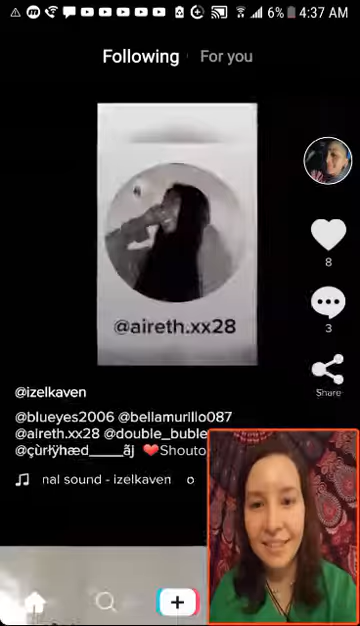 6% 4:37 AM
Following For you
@aireth.xx28
8
3
Share
@izelkaven
@blueyes2006 @bellamurillo087
@aireth.xx28 @double_buble
@çùrłÿhæd_____ãj ❤️Shouto
nal sound - izelkaven o